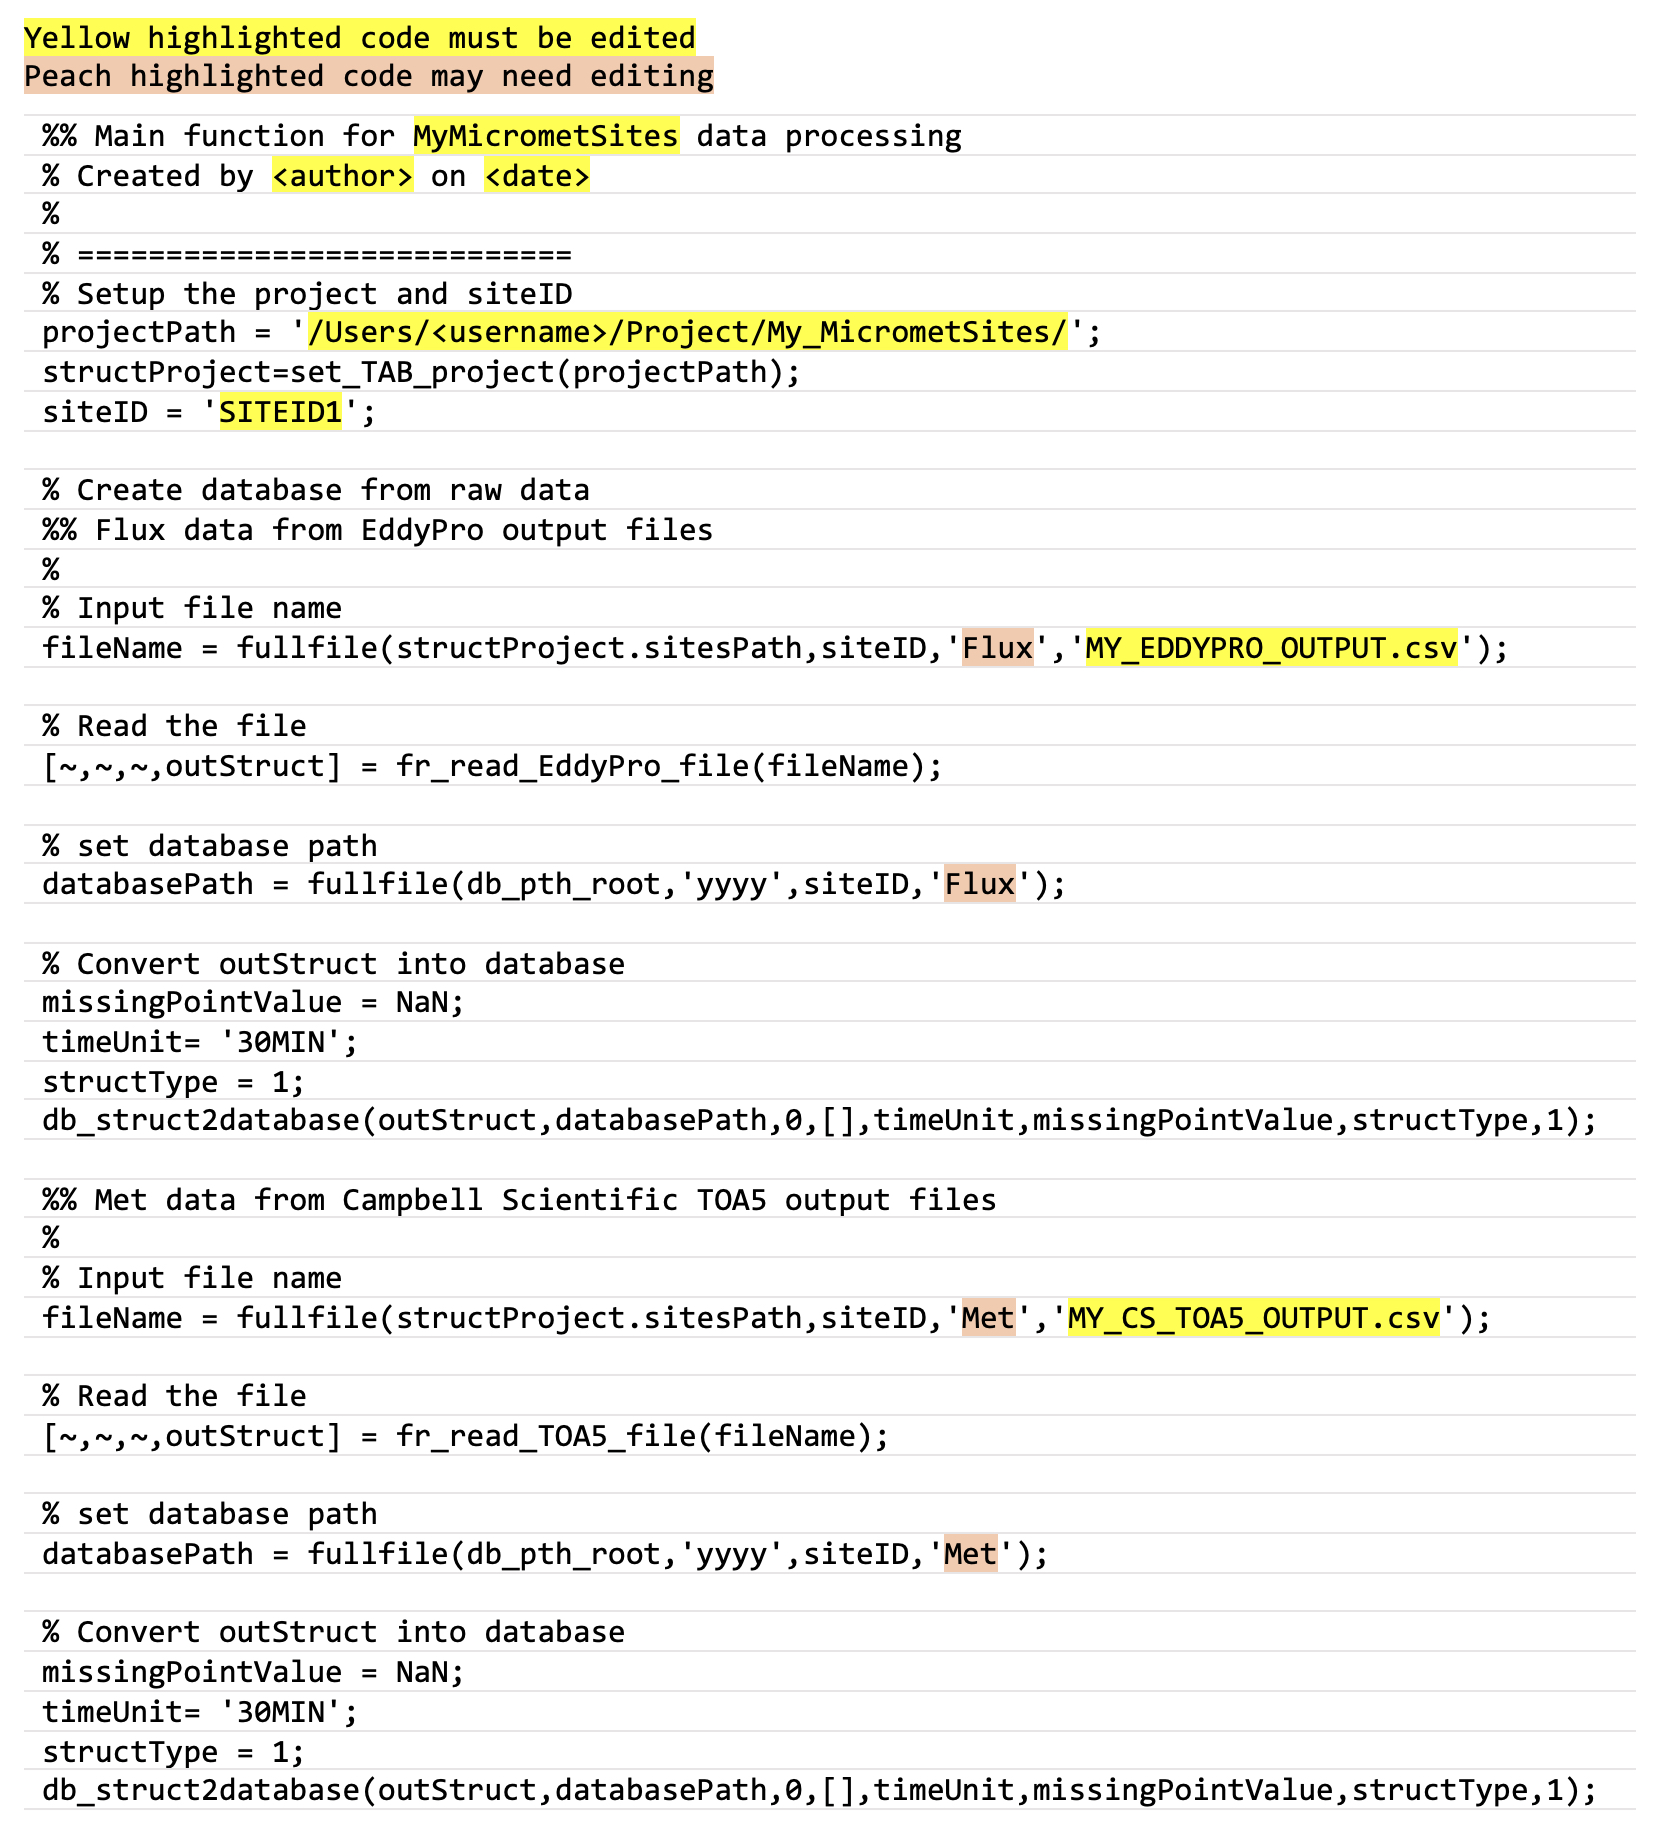 Yellow highlighted code must be edited
Peach highlighted code may need editing
%% Main function for MyMicrometSites data processing
% Created by <author> on <date>
%
% ============================
% Setup the project and siteID
projectPath = '/Users/<username>/Project/My_MicrometSites/';
structProject=set_TAB_project(projectPath);
siteID = 'SITEID1';
% Create database from raw data
%% Flux data from EddyPro output files
%
% Input file name
fileName = fullfile(structProject.sitesPath,siteID,'Flux','MY_EDDYPRO_OUTPUT.csv');
% Read the file
[~,~,~,outStruct] = fr_read_EddyPro_file(fileName);
% set database path
databasePath = fullfile(db_pth_root,'yyyy',siteID,'Flux');
% Convert outStruct into database
missingPointValue = NaN;
timeUnit= '30MIN';
structType = 1;
db_struct2database(outStruct,databasePath,0,[],timeUnit,missingPointValue,structType,1);
%% Met data from Campbell Scientific TOA5 output files
%
% Input file name
fileName = fullfile(structProject.sitesPath,siteID,'Met','MY_CS_TOA5_OUTPUT.csv');
% Read the file
[~,~,~,outStruct] = fr_read_TOA5_file(fileName);
% set database path
databasePath = fullfile(db_pth_root,'yyyy',siteID,'Met');
% Convert outStruct into database
missingPointValue = NaN;
timeUnit= '30MIN';
structType = 1;
db_struct2database(outStruct,databasePath,0,[],timeUnit,missingPointValue,structType,1);